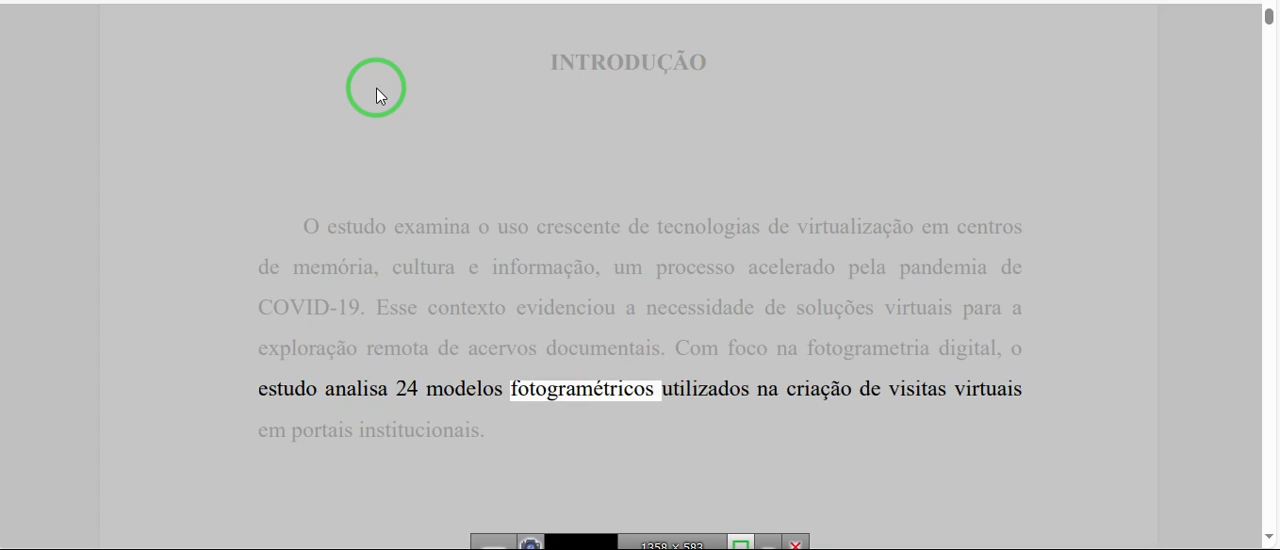 INTRODUÇÃO
O estudo examina o uso crescente de tecnologias de virtualização em centros
de memória, cultura e informação, um processo acelerado pela pandemia de
COVID-19. Esse contexto evidenciou a necessidade de soluções virtuais para a
exploração remota de acervos documentais. Com foco na fotogrametria digital, o
estudo analisa 24 modelos fotogramétricos utilizados na criação de visitas virtuais
em portais institucionais.
1358 × 583